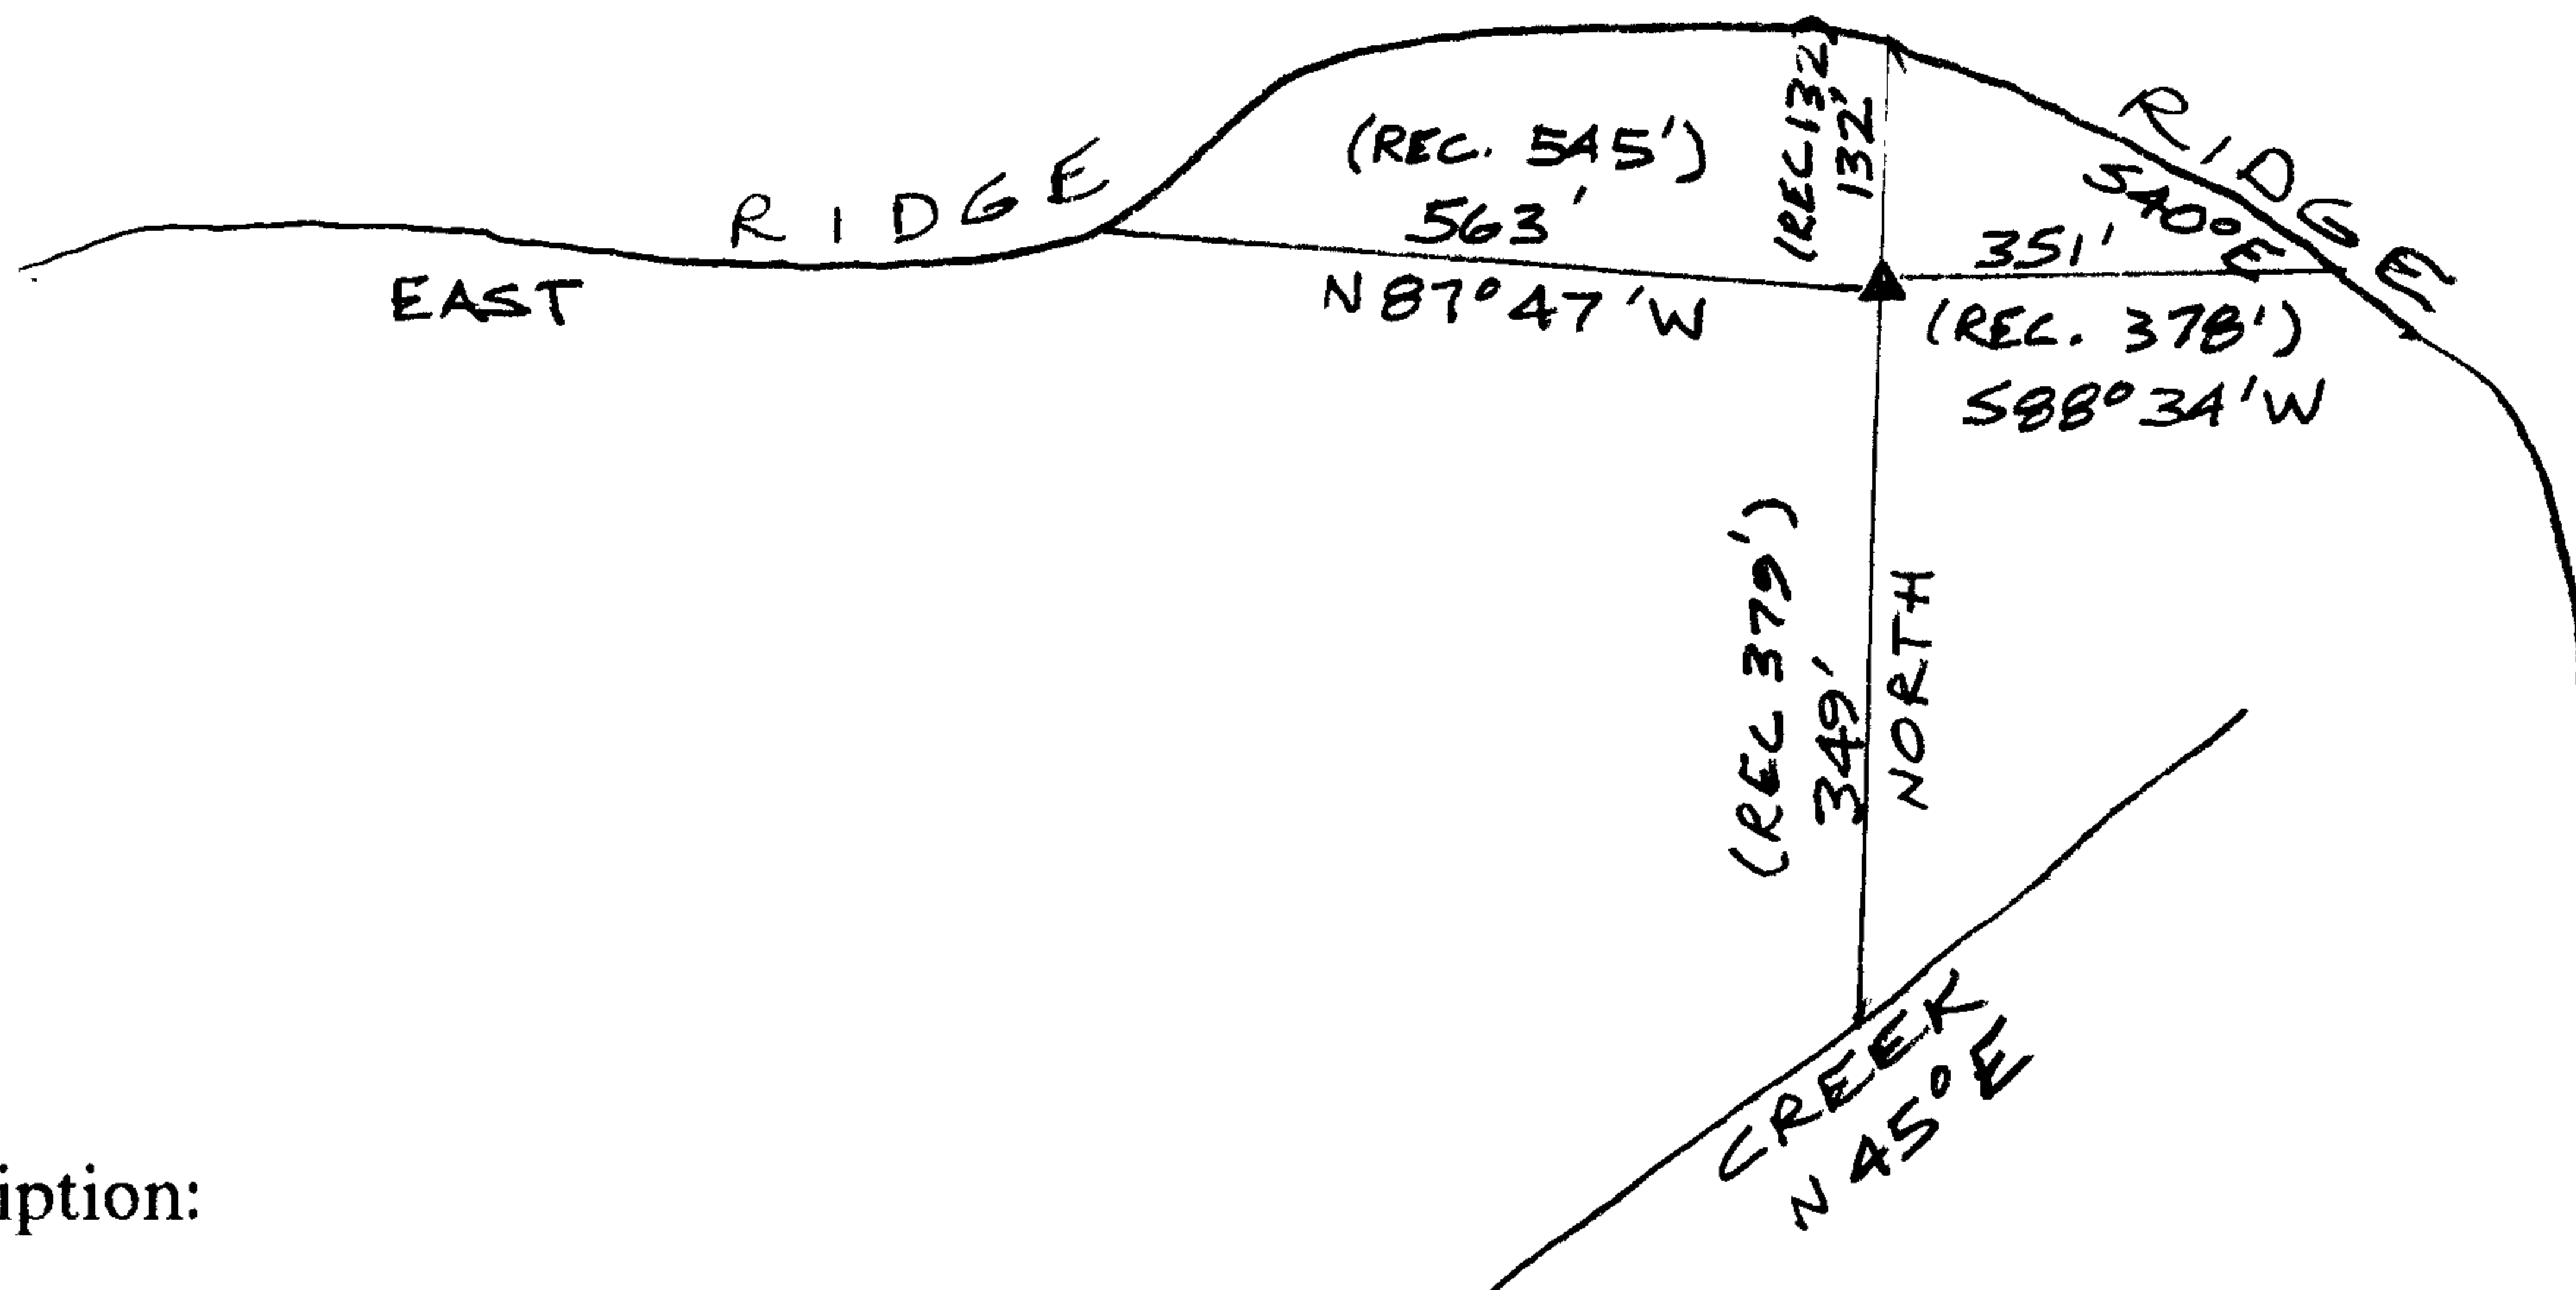 (REC 132)
132'
RIDGE
S40°E
(REC. 545')
563'
N87°47'W
RIDGE
EAST
351'
(REC. 378')
S88°34'W
(REC 379')
349'
NORTH
CREEK
N45°E
iption: